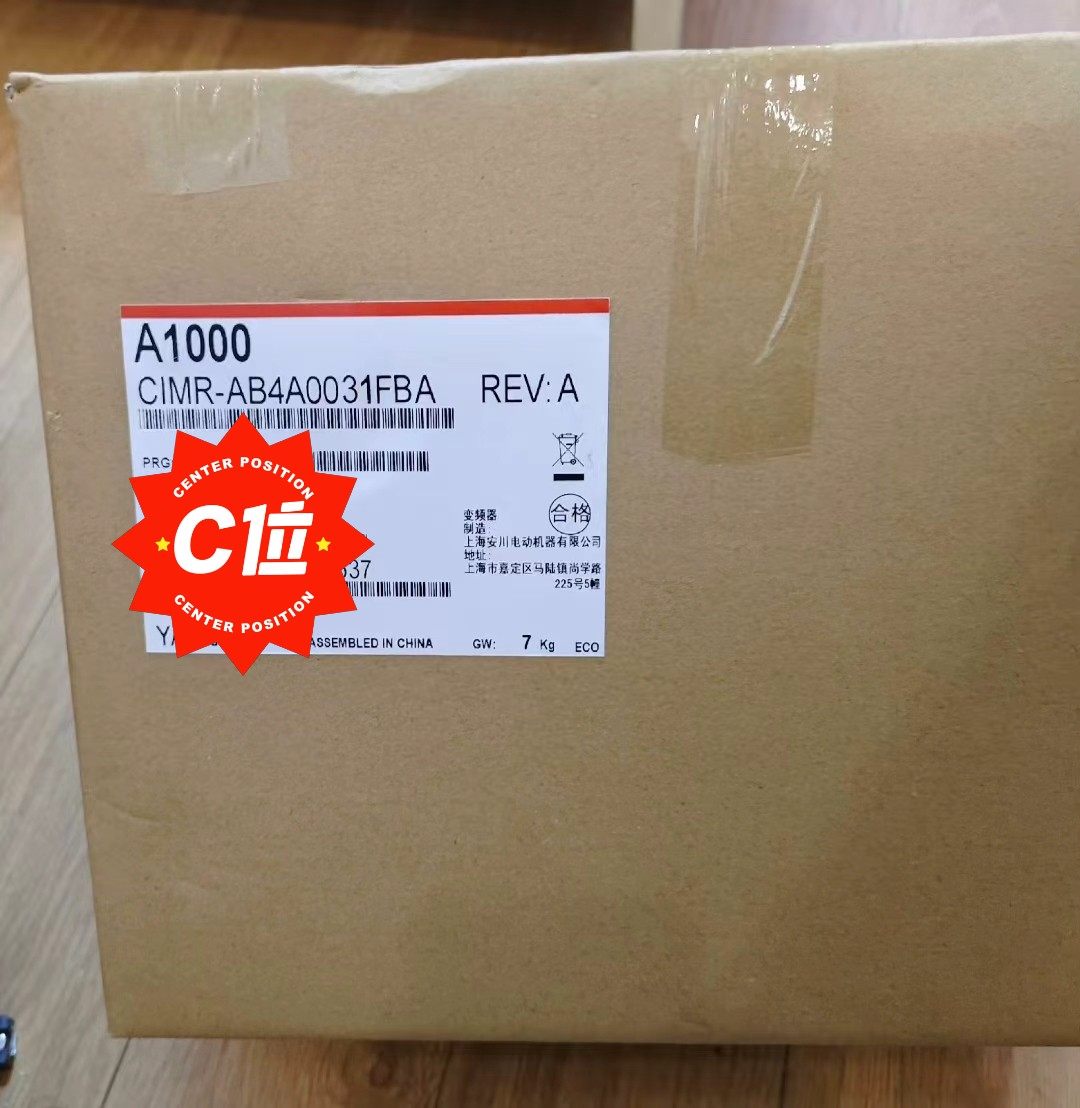 A1000
CIMR-AB4A0031FBA REV: A
PRG
CENTER POSITION
C1位
CENTER POSITION
变频器
合格
制造:
上海安川电动机器有限公司
地址:
上海市嘉定区马陆镇尚学路
225号5幢
37
ASSEMBLED IN CHINA GW: 7 Kg ECO